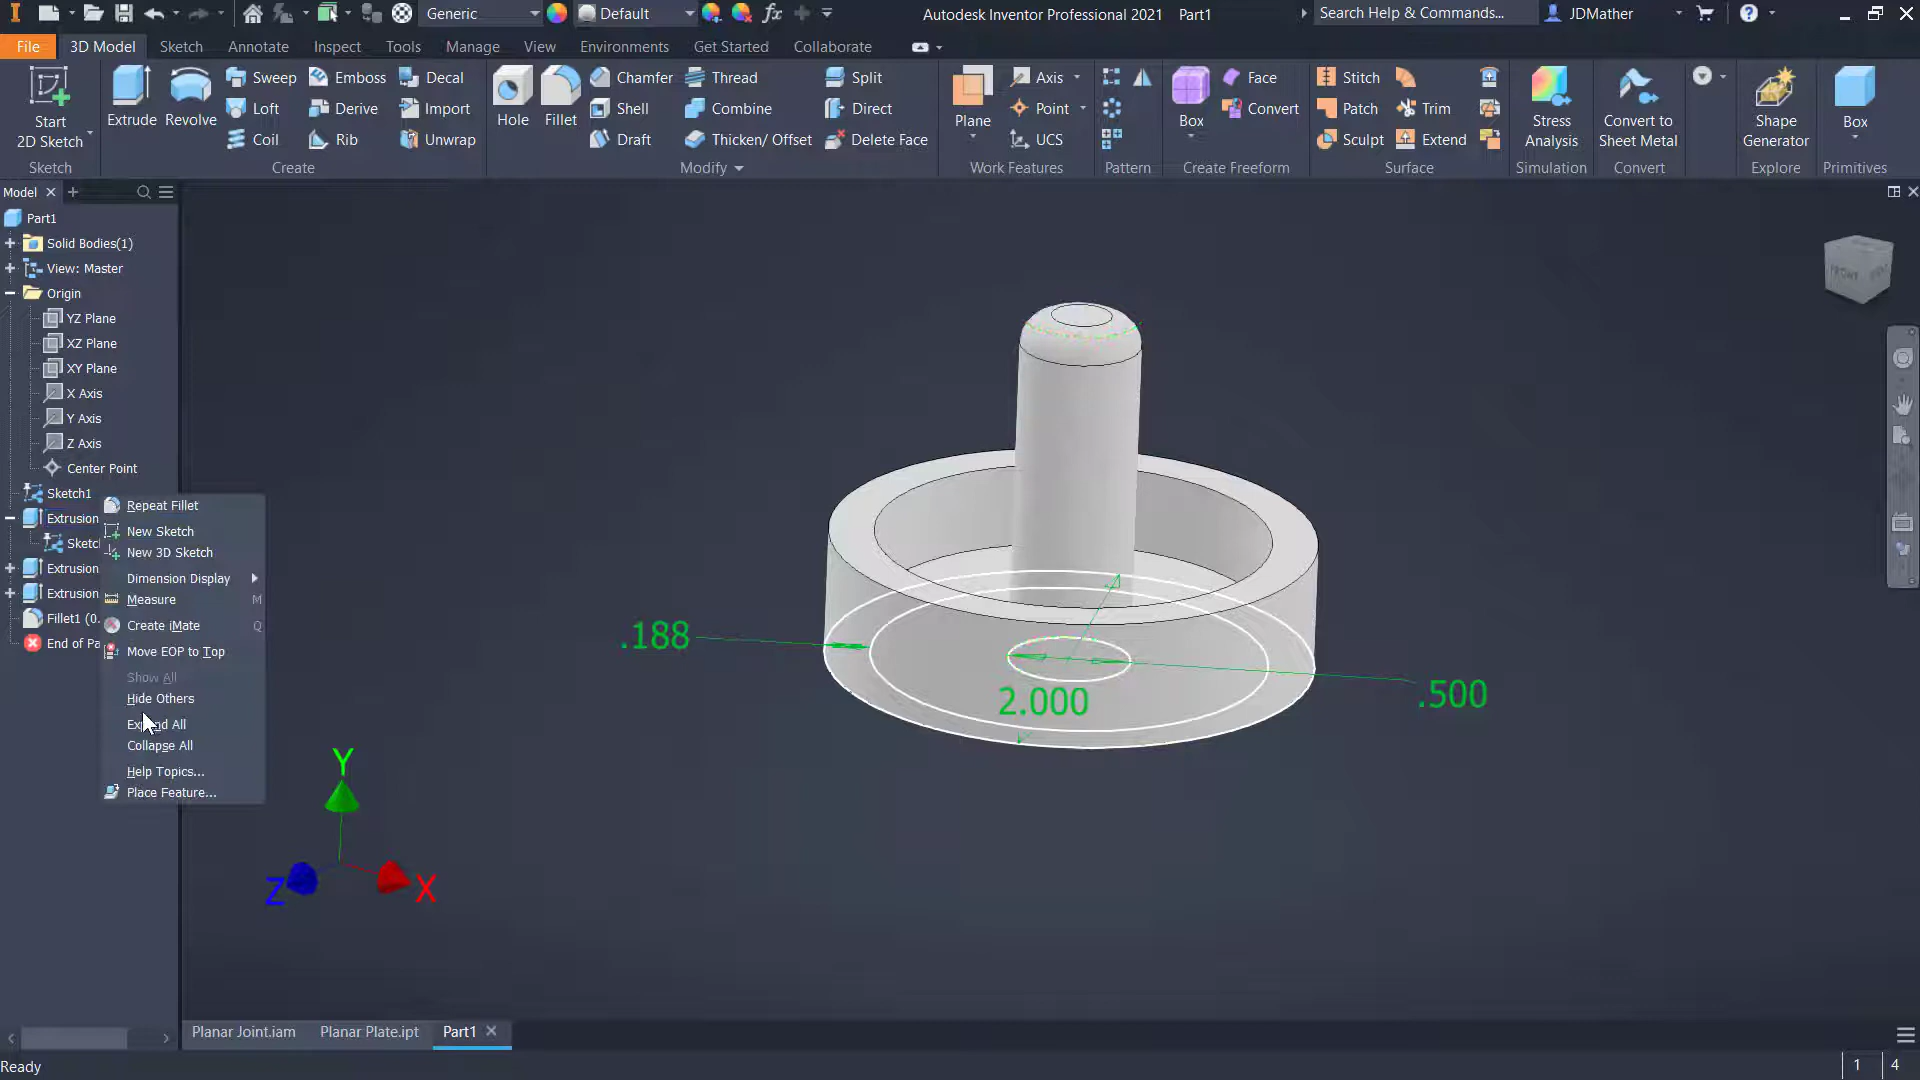 Generic
Default
fx
Autodesk Inventor Professional 2021 Part1
Search Help & Commands...
JDMather
File
3D Model
Sketch
Annotate
Inspect
Tools
Manage
View
Environments
Get Started
Collaborate
Start
2D Sketch
Sketch
Extrude
Revolve
Sweep
Loft
Coil
Emboss
Derive
Rib
Decal
Import
Unwrap
Create
Hole
Fillet
Chamfer
Shell
Draft
Thread
Combine
Thicken/ Offset
Split
Direct
Delete Face
Modify
Plane
Axis
Point
UCS
Work Features
Pattern
Box
Face
Convert
Create Freeform
Stitch
Patch
Sculpt
Trim
Extend
Surface
Stress
Analysis
Simulation
Convert to
Sheet Metal
Convert
Shape
Generator
Explore
Box
Primitives
Model
Part1
Solid Bodies(1)
View: Master
Origin
YZ Plane
XZ Plane
XY Plane
X Axis
Y Axis
Z Axis
Center Point
Sketch1
Extrusion
Sketc
Extrusion
Extrusion
Fillet1 (0.
End of Pa
Repeat Fillet
New Sketch
New 3D Sketch
Dimension Display
Measure M
Create iMate Q
Move EOP to Top
Show All
Hide Others
Expand All
Collapse All
Help Topics...
Place Feature...
FRONT
.188
2.000
.500
Y
Z
X
Planar Joint.iam
Planar Plate.ipt
Part1
Ready
1
4